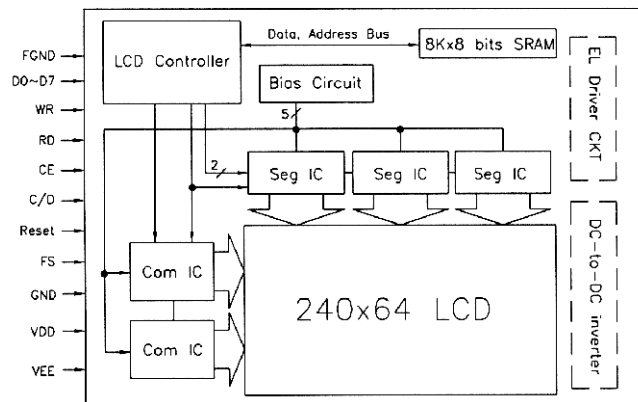 Data, Address Bus
LCD Controller
8Kx8 bits SRAM
Bias Circuit
5
2
Seg IC
Seg IC
Seg IC
Com IC
Com IC
240x64 LCD
EL Driver CKT
DC-to-DC inverter
FGND
D0~D7
WR
RD
CE
C/D
Reset
FS
GND
VDD
VEE